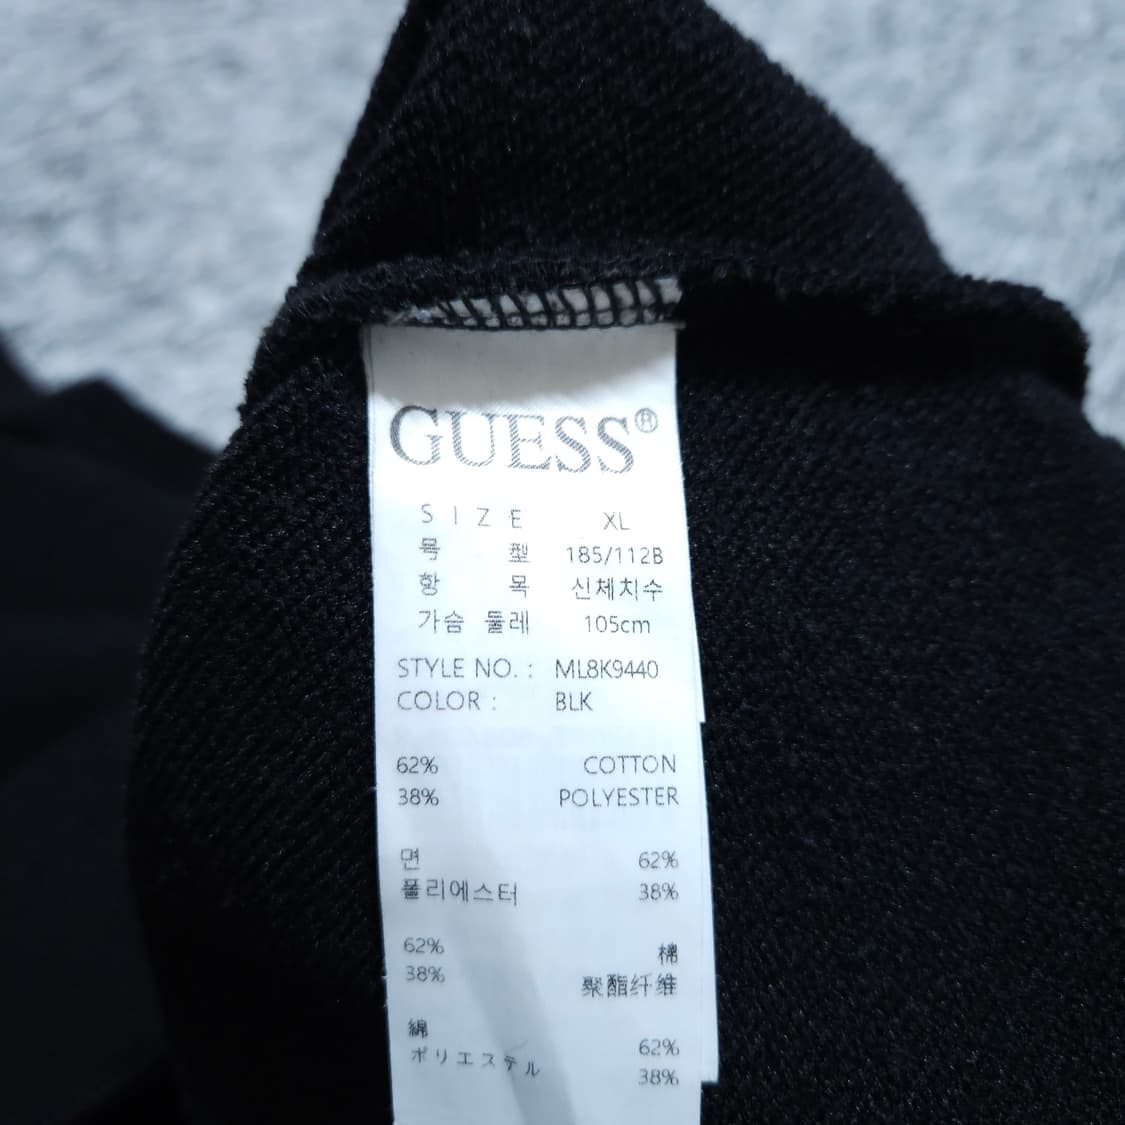 GUESS®
SIZE XL
号 型 185/112B
항 목 신체치수
가슴 둘레 105cm
STYLE NO. : ML8K9440
COLOR : BLK
62% COTTON
38% POLYESTER
면 62%
폴리에스터 38%
62% 棉
38% 聚酯纤维
綿 62%
ポリエステル 38%